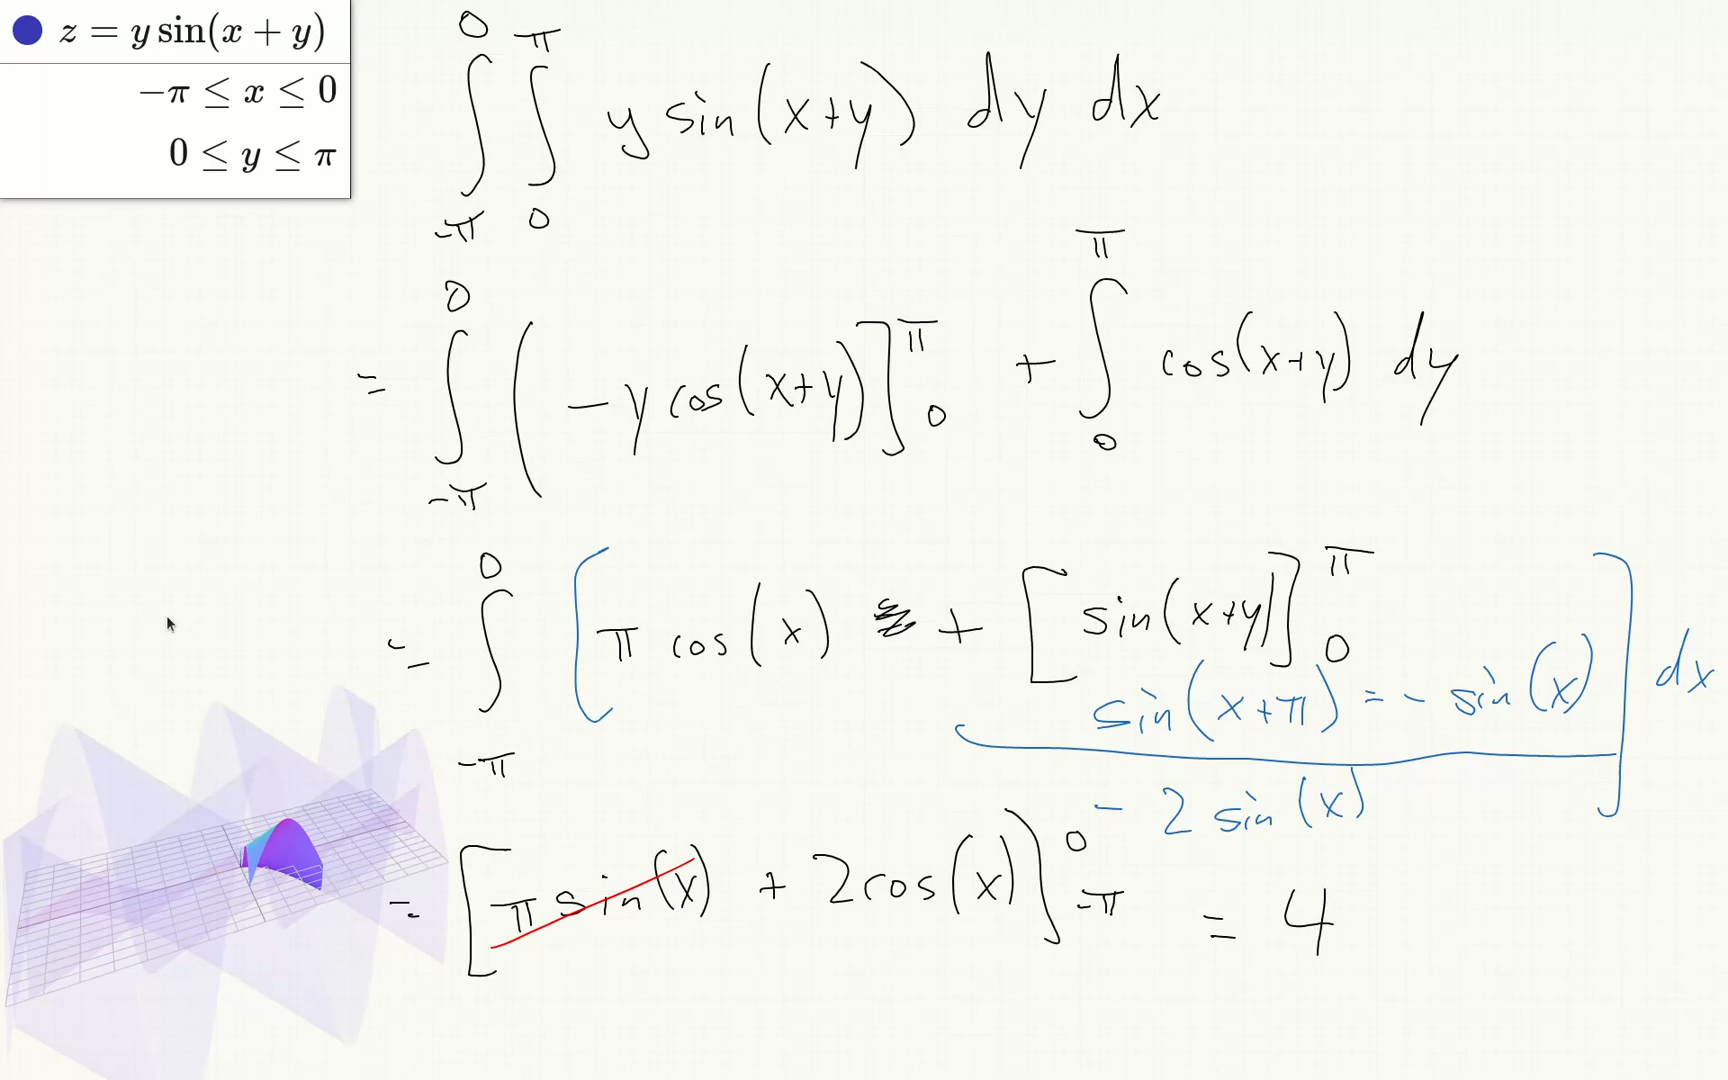 z = y sin(x + y)
−π ≤ x ≤ 0
0 ≤ y ≤ π
∫_{-π}^{0} ∫_{0}^{π} y sin(x+y) dy dx
= ∫_{-π}^{0} ( -y cos(x+y) ]_{0}^{π} + ∫_{0}^{π} cos(x+y) dy
= ∫_{-π}^{0} [ π cos(x) + [ sin(x+y) ]_{0}^{π} ] dx
sin(x+π) = - sin(x)
- 2 sin(x)
= [ π sin(x) + 2cos(x) ]_{-π}^{0} = 4